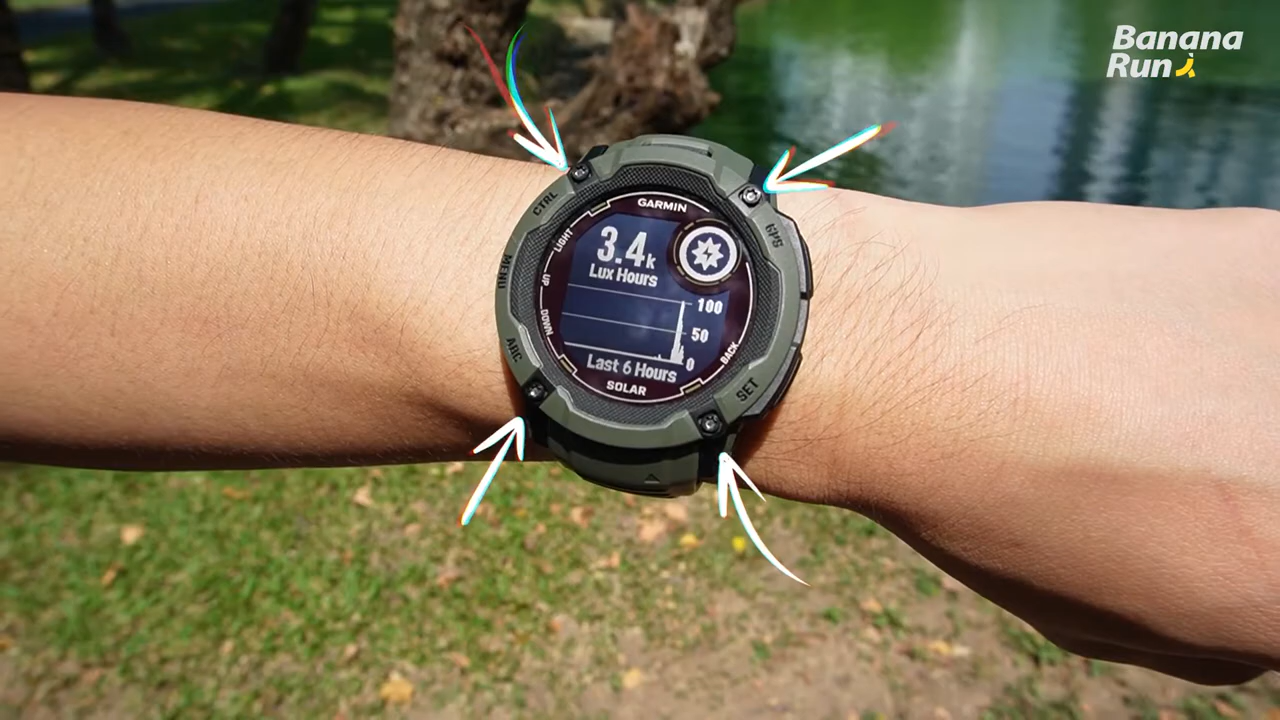 Banana
Run
GARMIN
CTRL
GPS
LIGHT
3.4k
Lux Hours
MENU
UP
100
50
DOWN
0
BACK
ABC
Last 6 Hours
SOLAR
SET